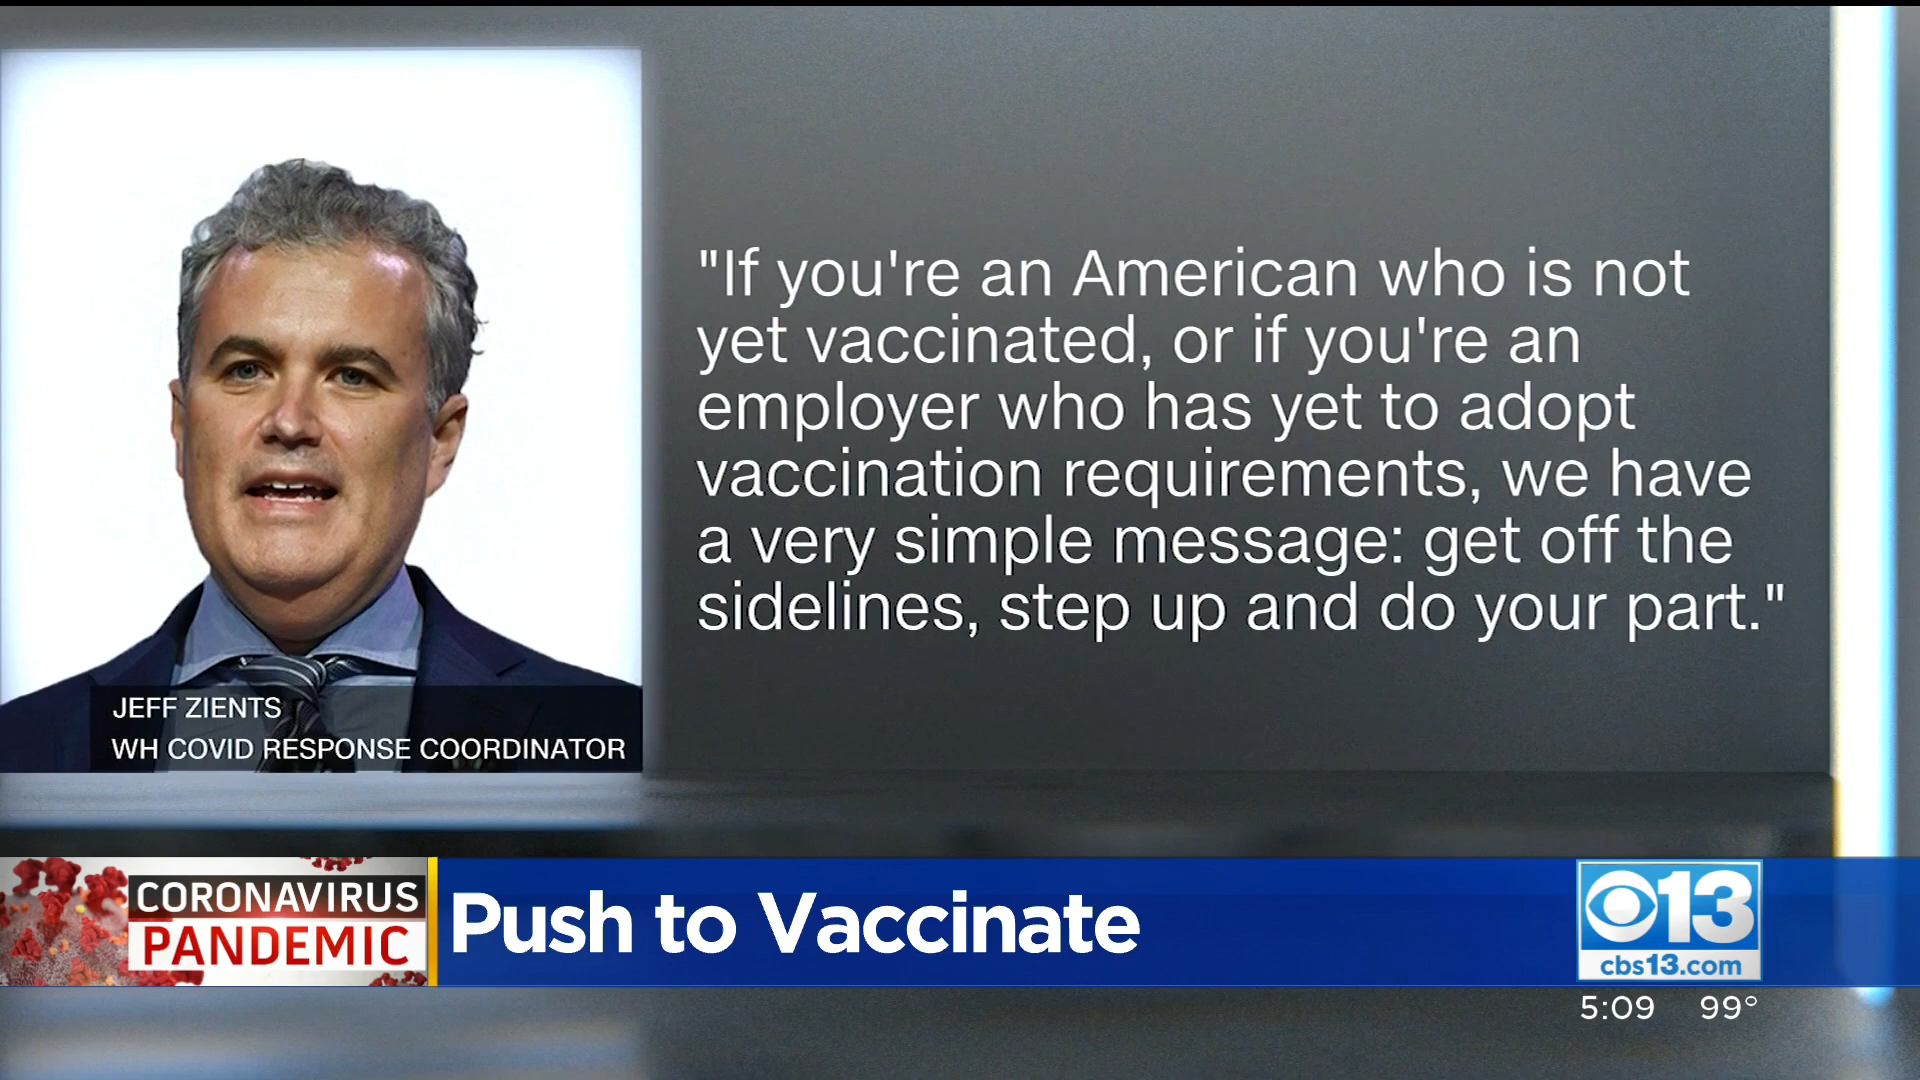 "If you're an American who is not
yet vaccinated, or if you're an
employer who has yet to adopt
vaccination requirements, we have
a very simple message: get off the
sidelines, step up and do your part."
JEFF ZIENTS
WH COVID RESPONSE COORDINATOR
CORONAVIRUS
PANDEMIC
Push to Vaccinate
13
cbs13.com
5:09 99°